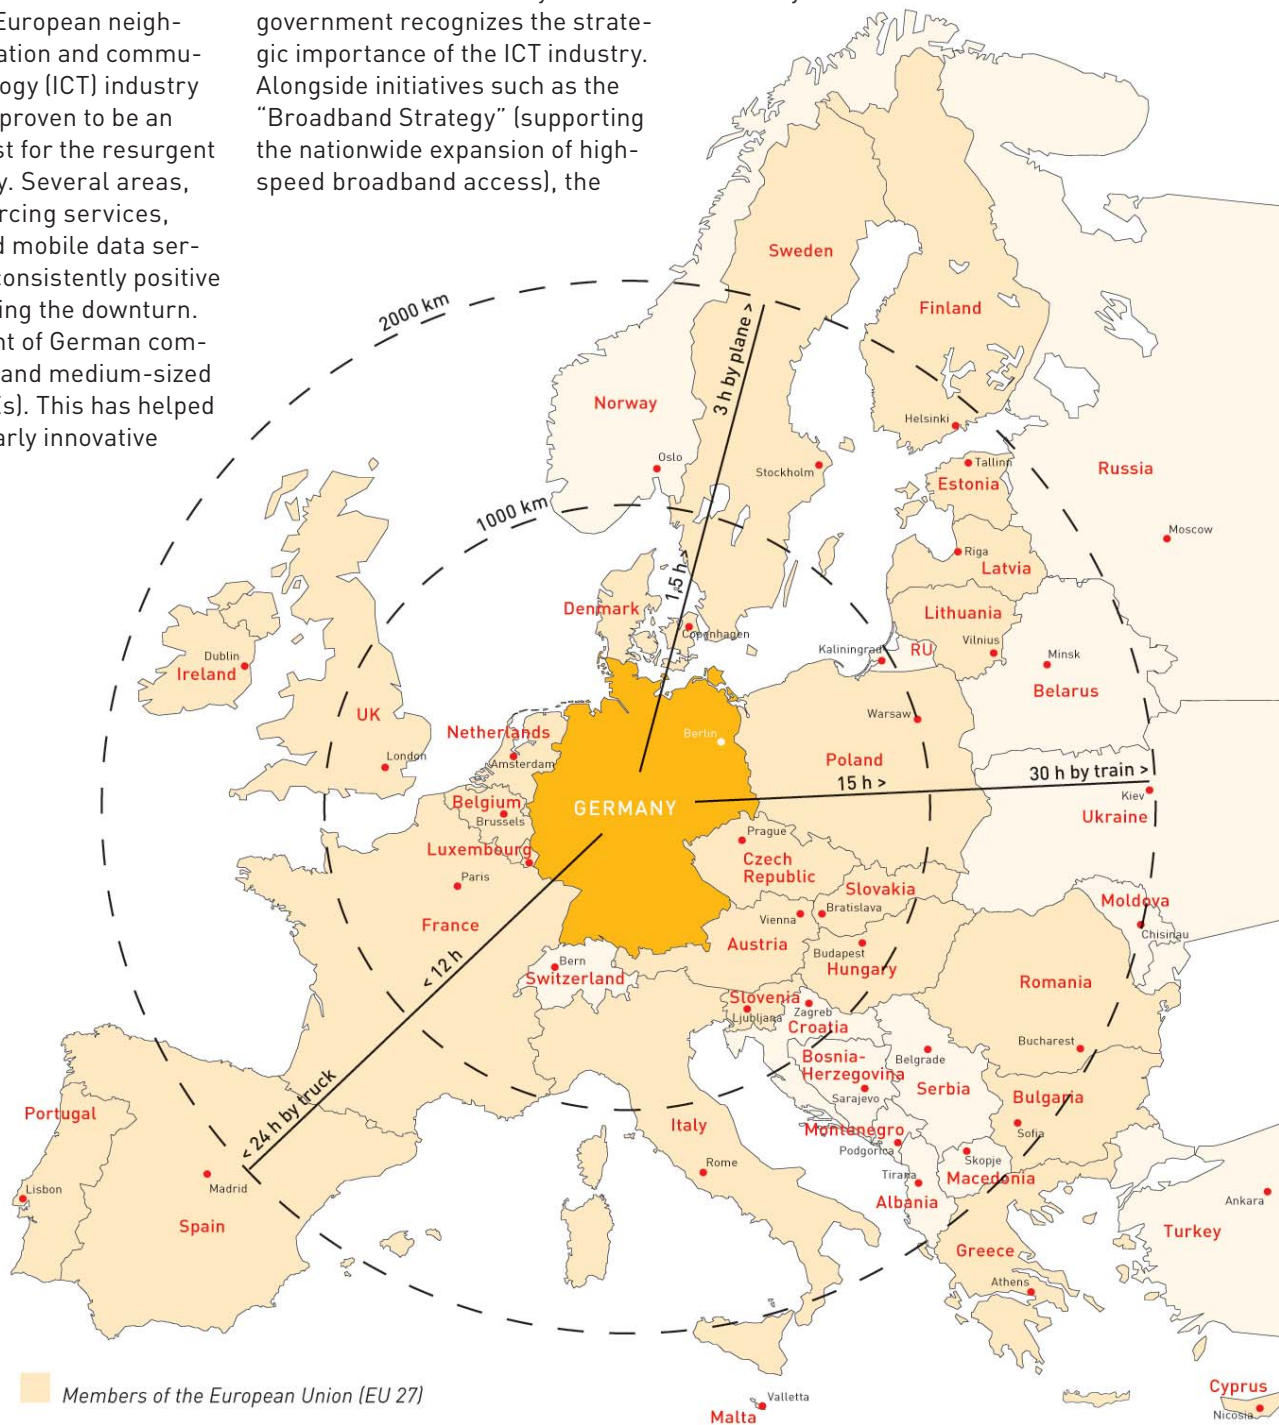 European neigh-
ation and commu-
ogy (ICT) industry
proven to be an
st for the resurgent
y. Several areas,
rcing services,
d mobile data ser-
consistently positive
ing the downturn.
nt of German com-
and medium-sized
Es). This has helped
arly innovative
government recognizes the strate-
gic importance of the ICT industry.
Alongside initiatives such as the
“Broadband Strategy” (supporting
the nationwide expansion of high-
speed broadband access), the
2000 km
1000 km
3 h by plane >
1,5 h >
Sweden
Finland
Norway
Helsinki
Oslo
Stockholm
Tallinn
Estonia
Russia
Moscow
Riga
Latvia
Denmark
Copenhagen
Lithuania
Vilnius
Kaliningrad
RU
Minsk
Belarus
Dublin
Ireland
UK
London
Netherlands
Amsterdam
Berlin
Warsaw
Poland
15 h >
30 h by train >
Kiev
Ukraine
GERMANY
Belgium
Brussels
Luxembourg
Paris
France
Prague
Czech
Republic
Slovakia
Bratislava
Vienna
Austria
Budapest
Hungary
Moldova
Chisinau
Romania
Bucharest
Bern
Switzerland
< 12 h
< 24 h by truck
Slovenia
Ljubljana
Zagreb
Croatia
Bosnia-
Herzegovina
Sarajevo
Belgrade
Serbia
Bulgaria
Sofia
Montenegro
Podgorica
Skopje
Macedonia
Tirana
Albania
Italy
Rome
Portugal
Lisbon
Madrid
Spain
Greece
Athens
Ankara
Turkey
Cyprus
Nicosia
Valletta
Malta
Members of the European Union (EU 27)